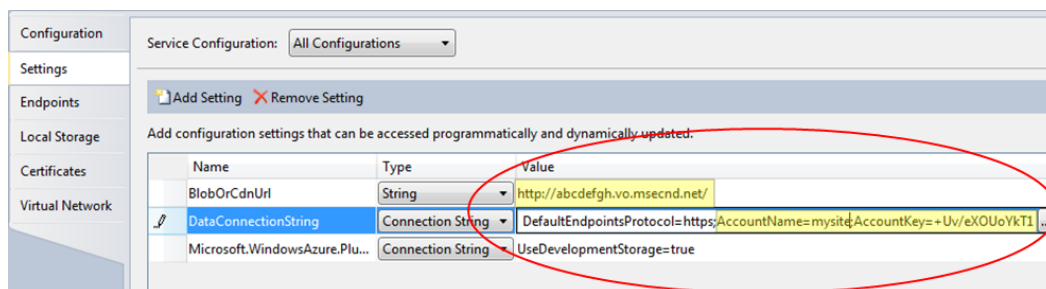 Configuration
Settings
Endpoints
Local Storage
Certificates
Virtual Network
Service Configuration: All Configurations
Add Setting Remove Setting
Add configuration settings that can be accessed programmatically and dynamically updated.
Name Type Value
BlobOrCdnUrl String http://abcdefgh.vo.msecnd.net/
DataConnectionString Connection String DefaultEndpointsProtocol=https;AccountName=mysite;AccountKey=+Uv/eXOUoYkT1 ...
Microsoft.WindowsAzure.Plu... Connection String UseDevelopmentStorage=true